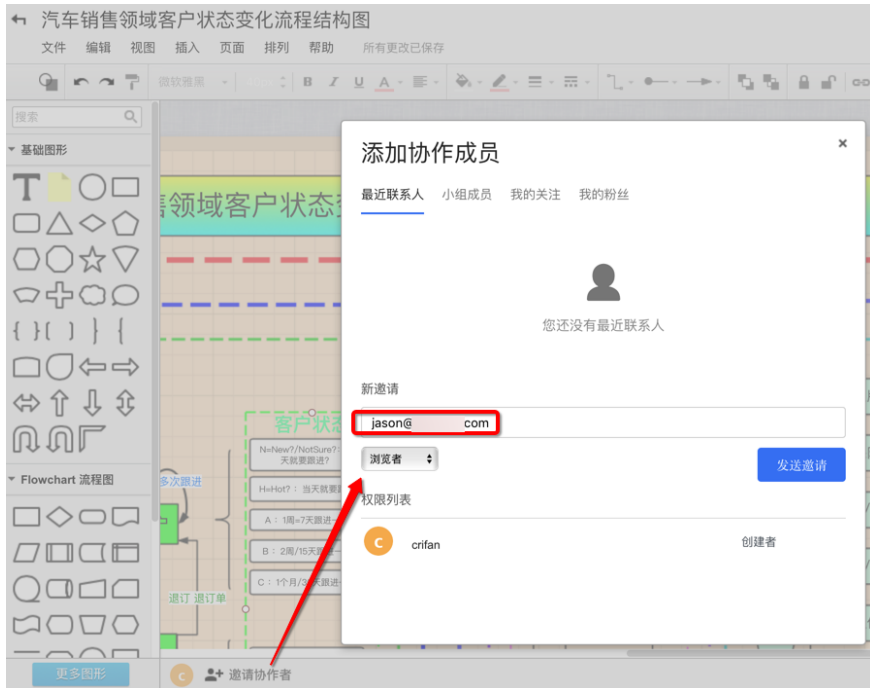 汽车销售领域客户状态变化流程结构图
文件 编辑 视图 插入 页面 排列 帮助 所有更改已保存
微软雅黑
B I U A
搜索
基础图形
T
售领域客户状态
添加协作成员 ×
最近联系人 小组成员 我的关注 我的粉丝
您还没有最近联系人
新邀请
jason@ com
浏览者
发送邀请
权限列表
C crifan 创建者
客户状态
N=New?/NotSure?:
天就要跟进?
H=Hot?：当天就要
A：1周=7天跟进一
B：2周/15天跟进一
C：1个月/3 天跟进
多次跟进
退订 退订单
Flowchart 流程图
更多图形
C 邀请协作者